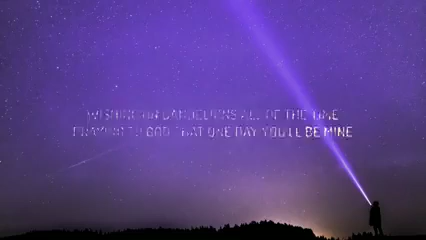 WISHING ON DANDELIONS ALL OF THE TIME
PRAYING TO GOD THAT ONE DAY YOU'LL BE MINE